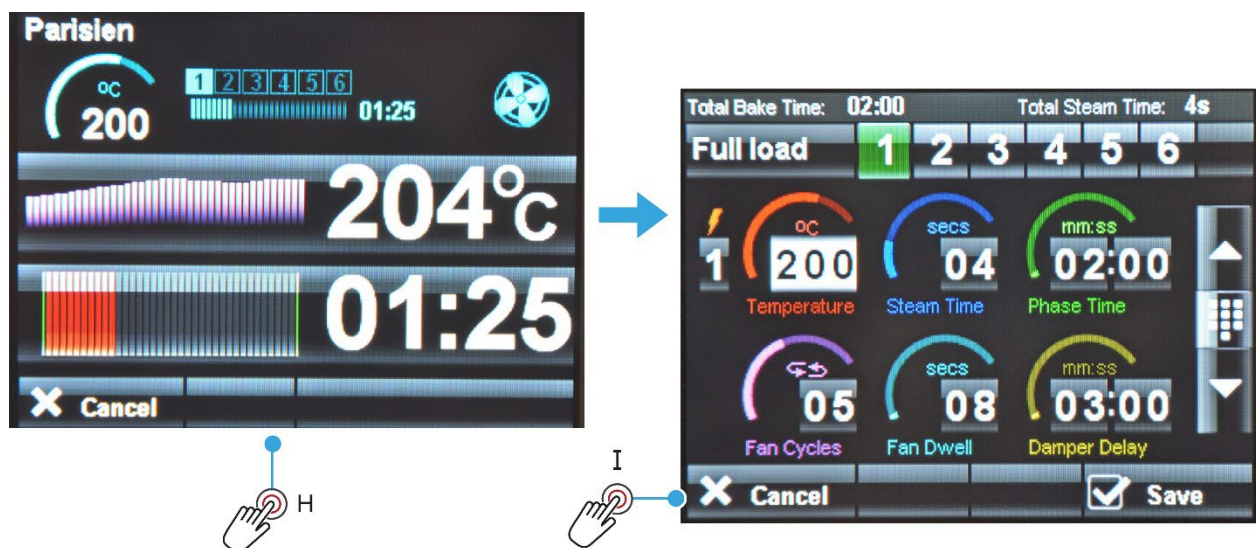 Parisien
°C
200
1 2 3 4 5 6
01:25
204°C
01:25
Cancel
H
I
Total Bake Time: 02:00 Total Steam Time: 4s
Full load 1 2 3 4 5 6
1
°C
200
Temperature
secs
04
Steam Time
mm:ss
02:00
Phase Time
05
Fan Cycles
secs
08
Fan Dwell
mm:ss
03:00
Damper Delay
Cancel Save